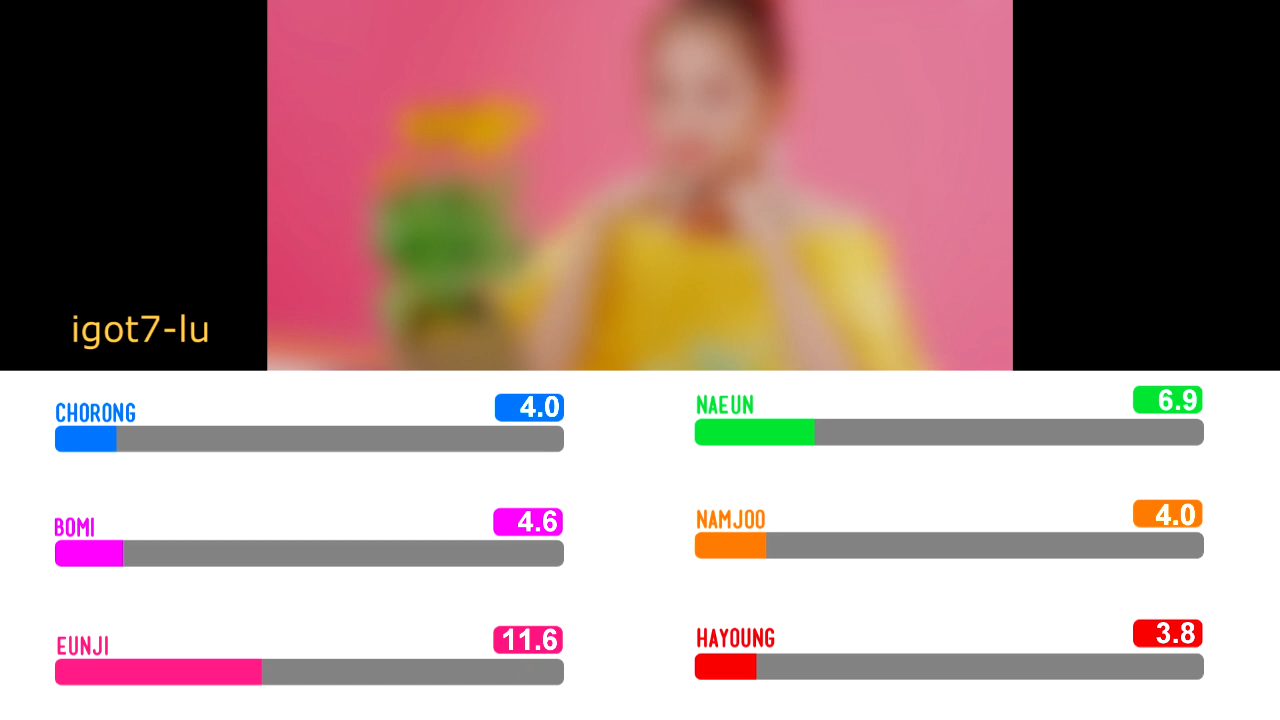 igot7-lu
CHORONG 4.0
NAEUN 6.9
BOMI 4.6
NAMJOO 4.0
EUNJI 11.6
HAYOUNG 3.8